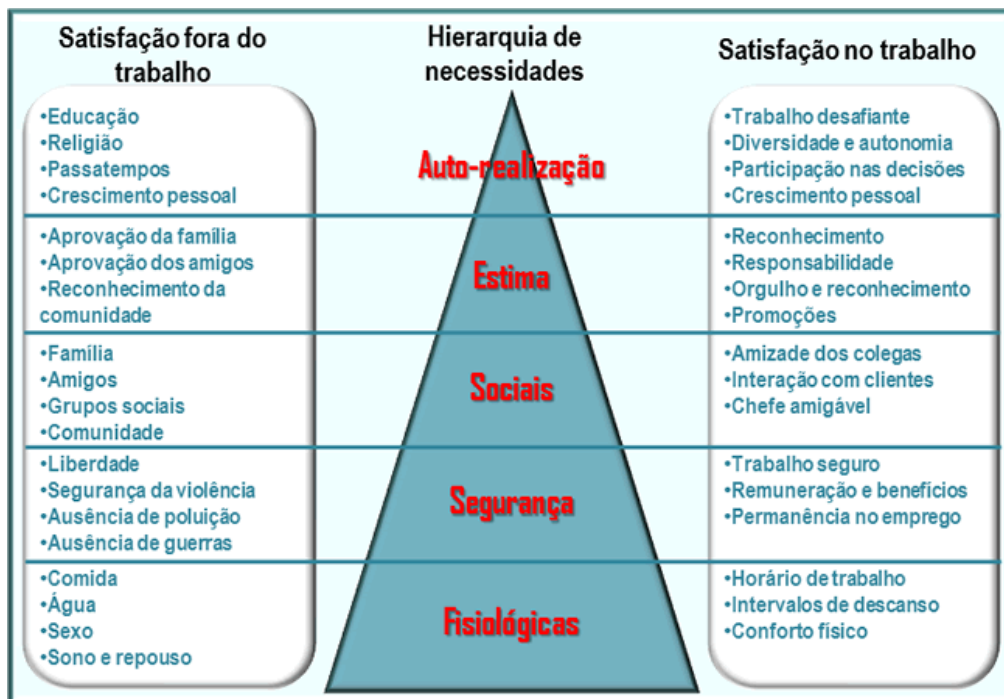 Satisfação fora do
trabalho
•Educação
•Religião
•Passatempos
•Crescimento pessoal
•Aprovação da família
•Aprovação dos amigos
•Reconhecimento da
comunidade
•Família
•Amigos
•Grupos sociais
•Comunidade
•Liberdade
•Segurança da violência
•Ausência de poluição
•Ausência de guerras
•Comida
•Água
•Sexo
•Sono e repouso
Hierarquia de
necessidades
Auto-realização
Estima
Sociais
Segurança
Fisiológicas
Satisfação no trabalho
•Trabalho desafiante
•Diversidade e autonomia
•Participação nas decisões
•Crescimento pessoal
•Reconhecimento
•Responsabilidade
•Orgulho e reconhecimento
•Promoções
•Amizade dos colegas
•Interação com clientes
•Chefe amigável
•Trabalho seguro
•Remuneração e benefícios
•Permanência no emprego
•Horário de trabalho
•Intervalos de descanso
•Conforto físico